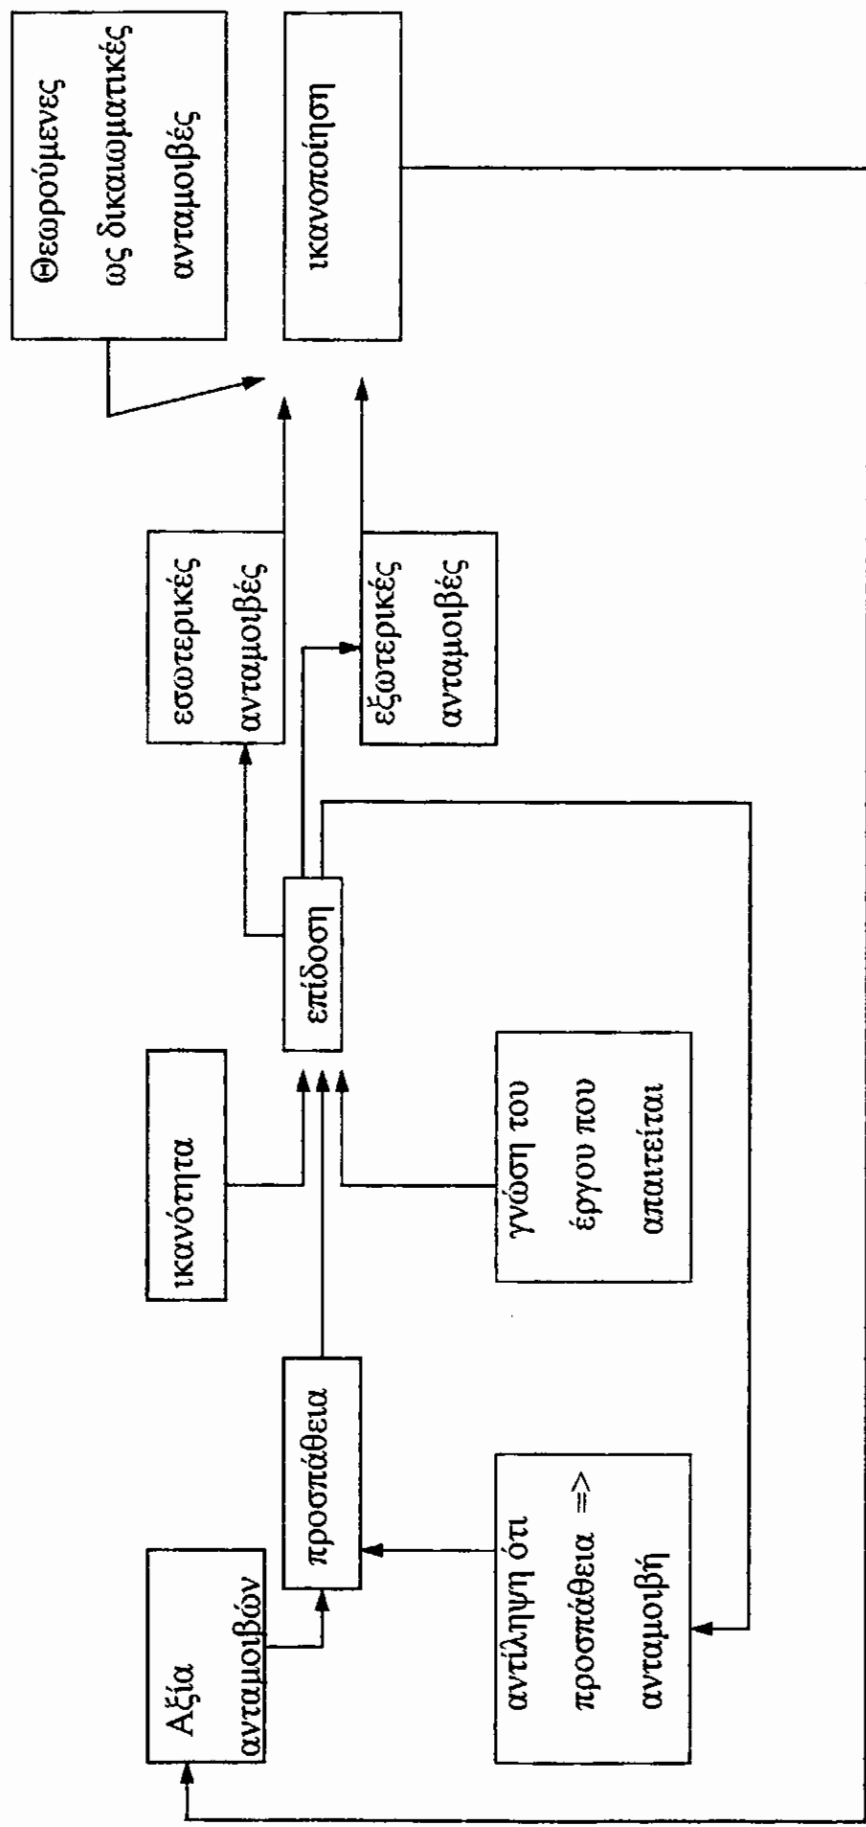 Αξία
ανταμοιβών
αντίληψη ότι
προσπάθεια =>
ανταμοιβή
προσπάθεια
ικανότητα
γνώση του
έργου που
απαιτείται
επίδοση
εσωτερικές
ανταμοιβές
εξωτερικές
ανταμοιβές
Θεωρούμενες
ως δικαιωματικές
ανταμοιβές
ικανοποίηση